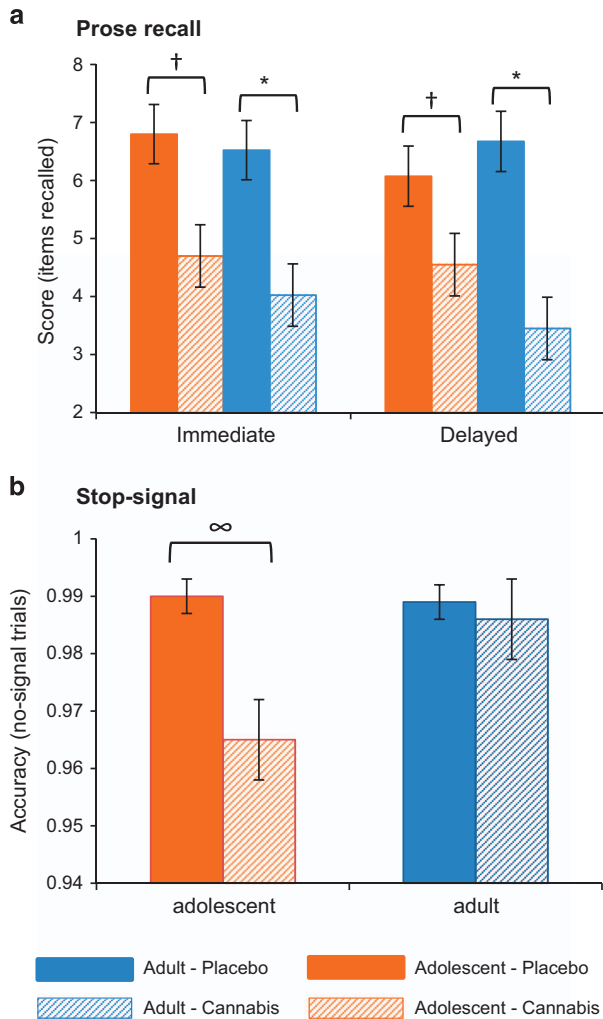 a
Prose recall
Score (items recalled)
8
7
6
5
4
3
2
† * † *
Immediate Delayed
b
Stop-signal
Accuracy (no-signal trials)
1
0.99
0.98
0.97
0.96
0.95
0.94
∞
adolescent adult
Adult - Placebo Adolescent - Placebo
Adult - Cannabis Adolescent - Cannabis